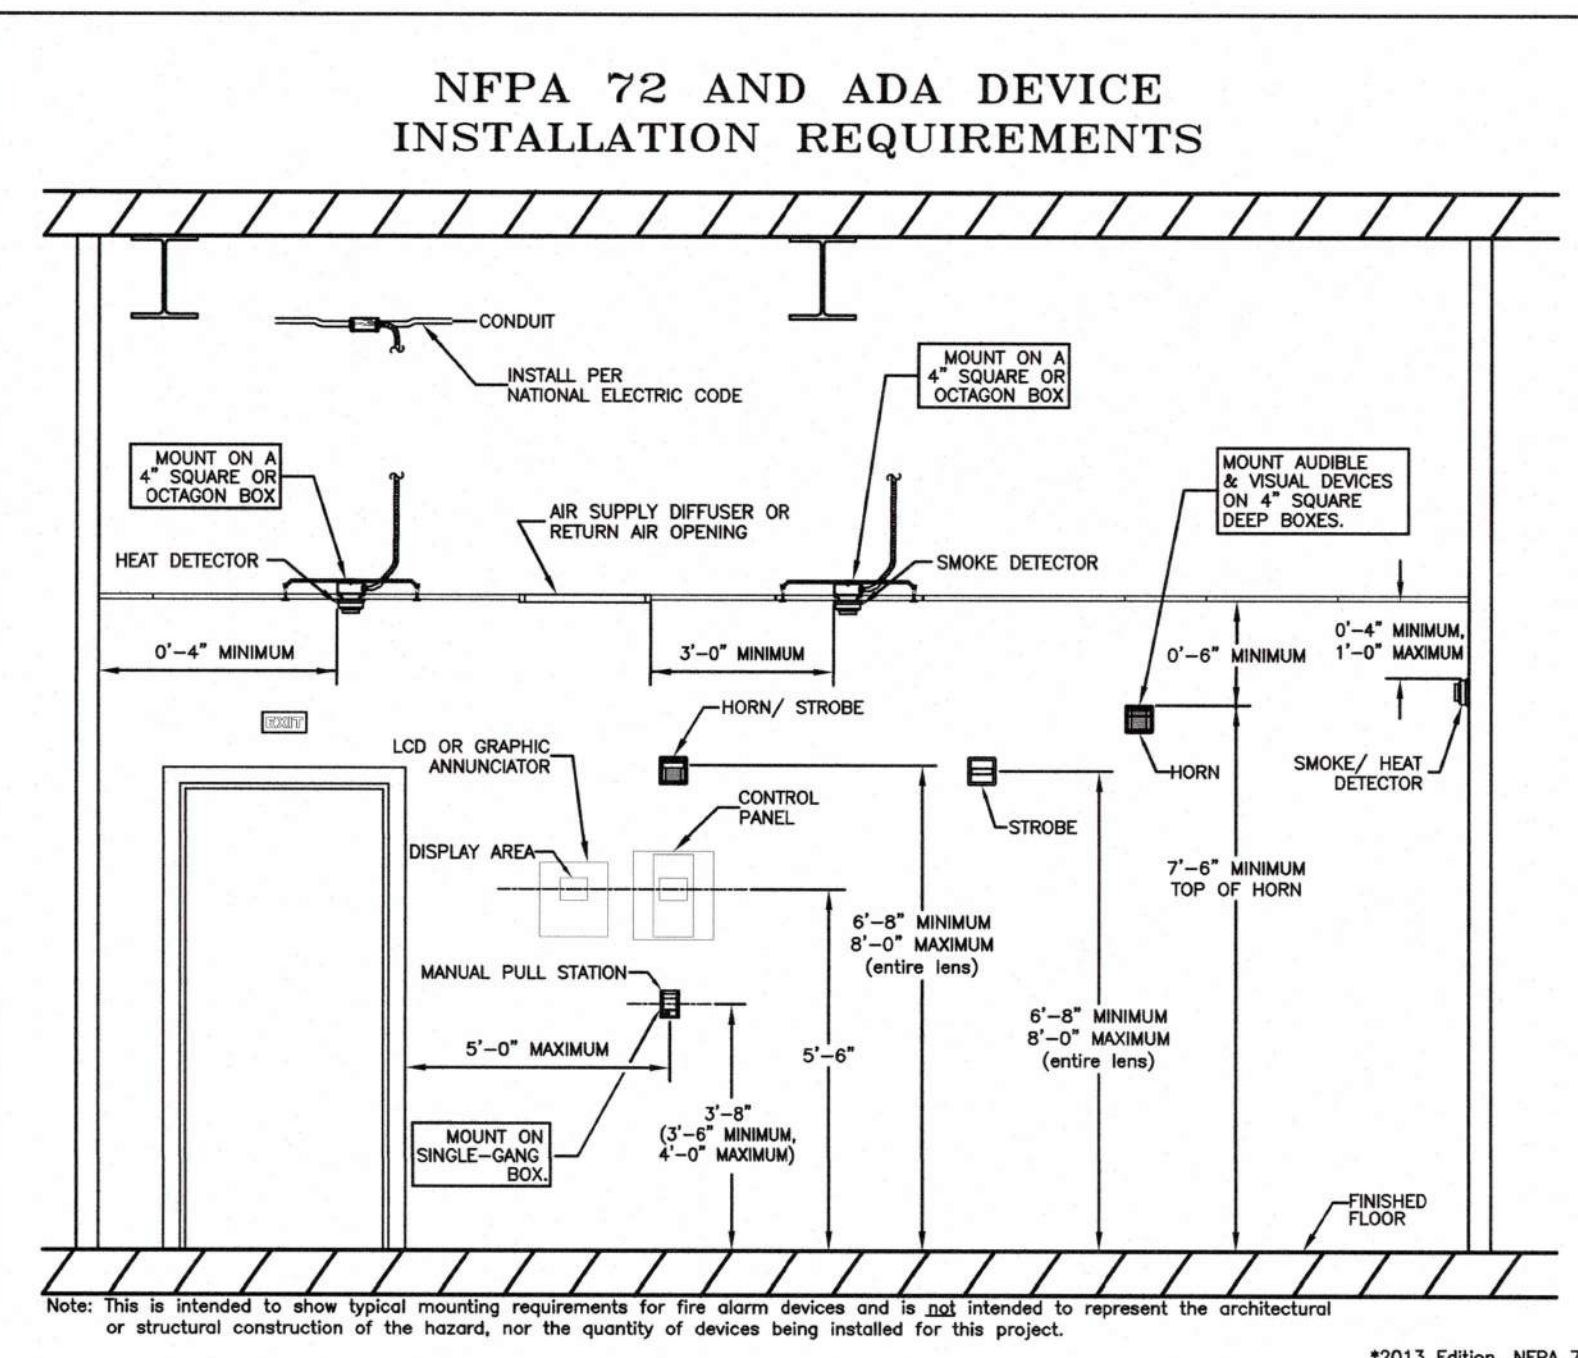 NFPA 72 AND ADA DEVICE
INSTALLATION REQUIREMENTS
CONDUIT
INSTALL PER
NATIONAL ELECTRIC CODE
MOUNT ON A
4" SQUARE OR
OCTAGON BOX
MOUNT ON A
4" SQUARE OR
OCTAGON BOX
MOUNT AUDIBLE
& VISUAL DEVICES
ON 4" SQUARE
DEEP BOXES.
AIR SUPPLY DIFFUSER OR
RETURN AIR OPENING
HEAT DETECTOR
SMOKE DETECTOR
0'-4" MINIMUM
3'-0" MINIMUM
0'-6" MINIMUM
0'-4" MINIMUM,
1'-0" MAXIMUM
EXIT
HORN/ STROBE
LCD OR GRAPHIC
ANNUNCIATOR
HORN
SMOKE/ HEAT
DETECTOR
CONTROL
PANEL
STROBE
DISPLAY AREA
7'-6" MINIMUM
TOP OF HORN
6'-8" MINIMUM
8'-0" MAXIMUM
(entire lens)
MANUAL PULL STATION
6'-8" MINIMUM
8'-0" MAXIMUM
(entire lens)
5'-0" MAXIMUM
5'-6"
3'-8"
(3'-6" MINIMUM,
4'-0" MAXIMUM)
MOUNT ON
SINGLE-GANG
BOX.
FINISHED
FLOOR
Note: This is intended to show typical mounting requirements for fire alarm devices and is not intended to represent the architectural
or structural construction of the hazard, nor the quantity of devices being installed for this project.
*2013 Edition, NFPA